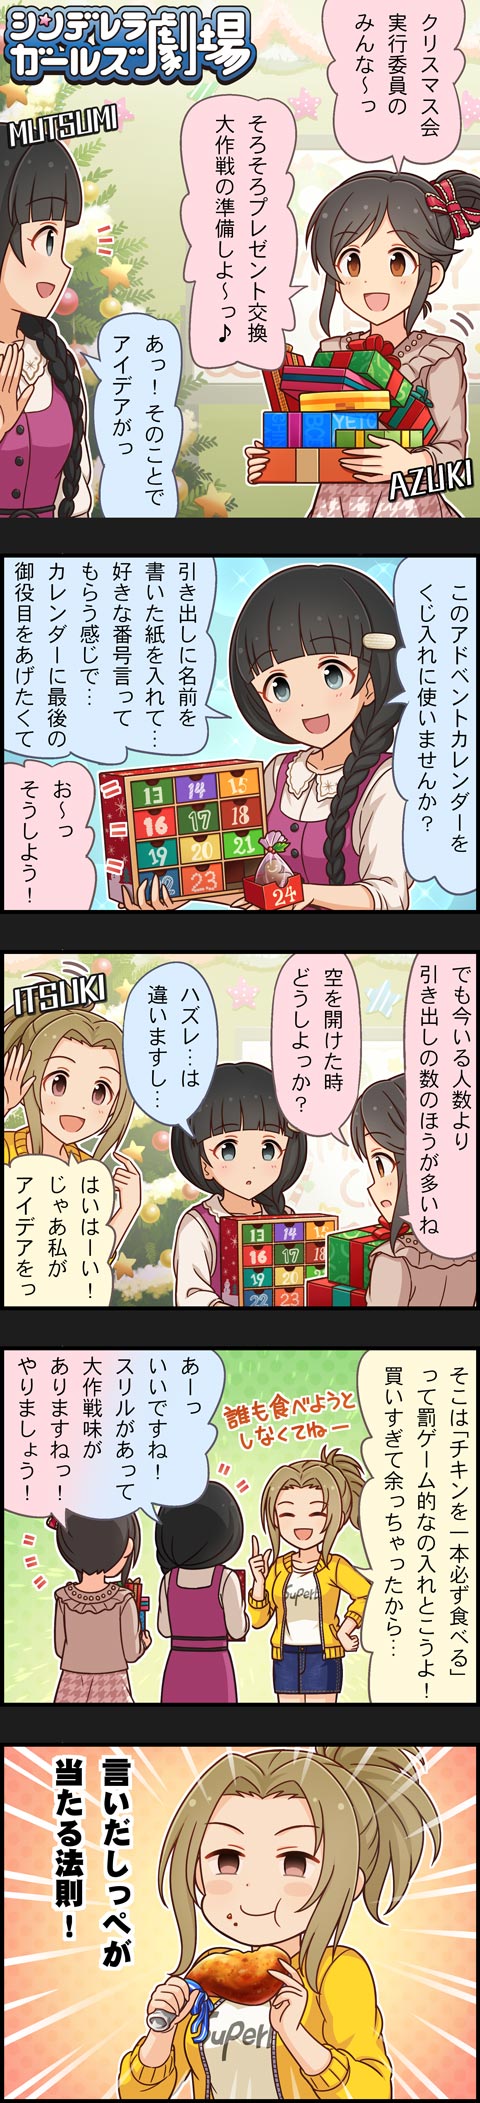 シンデレラ
ガールズ劇場
クリスマス会
実行委員の
みんな～っ
そろそろプレゼント交換
大作戦の準備しよ～っ♪
MUTSUMI
あっ！そのことで
アイデアがっ
AZUKI
このアドベントカレンダーを
くじ入れに使いませんか？
引き出しに名前を
書いた紙を入れて…
好きな番号言って
もらう感じで…
カレンダーに最後の
御役目をあげたくて
お～っ
そうしよう！
13 14 15
16 17 18
19 20 21
22 23
24
でも今いる人数より
引き出しの数のほうが多いね
空を開けた時
どうしよっか？
ハズレ…は
違いますし…
ITSUKI
はいはーい！
じゃあ私が
アイデアをっ
13 14 15
16 17 18
19 20 21
22 23
そこは「チキンを一本必ず食べる」
って罰ゲーム的なの入れとこうよ！
買いすぎて余っちゃったから…
誰も食べようと
しなくてねー
あーっ
いいですね！
スリルがあって
大作戦味が
ありますねっ！
やりましょう！
Superb
言いだしっぺが
当たる法則！
Superb